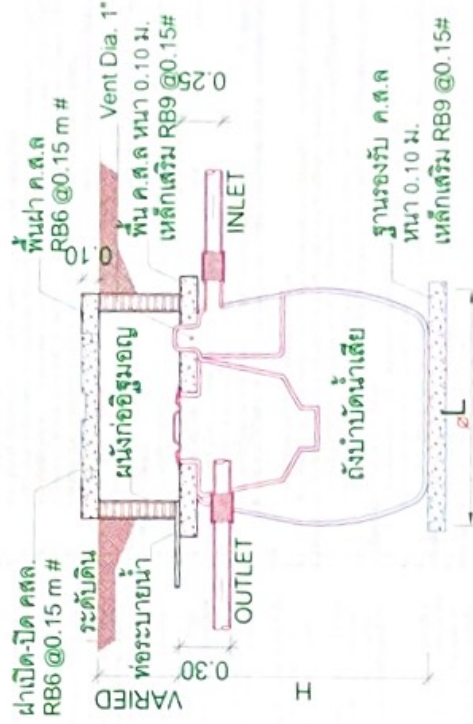 ฝาเปิด-ปิด คสล.
RB6 @0.15 m #
ระดับดิน
ท่อระบายน้ำ
VARIED
0.30
H
OUTLET
ผนังก่ออิฐมอญ
ถังบำบัดน้ำเสีย
øL
พื้นฝา ค.ส.ล
RB6 @0.15 m #
0.10
Vent Dia. 1"
พื้น ค.ส.ล หนา 0.10 ม.
เหล็กเสริม RB9 @0.15#
0.25
INLET
ฐานรองรับ ค.ส.ล
หนา 0.10 ม.
เหล็กเสริม RB9 @0.15#